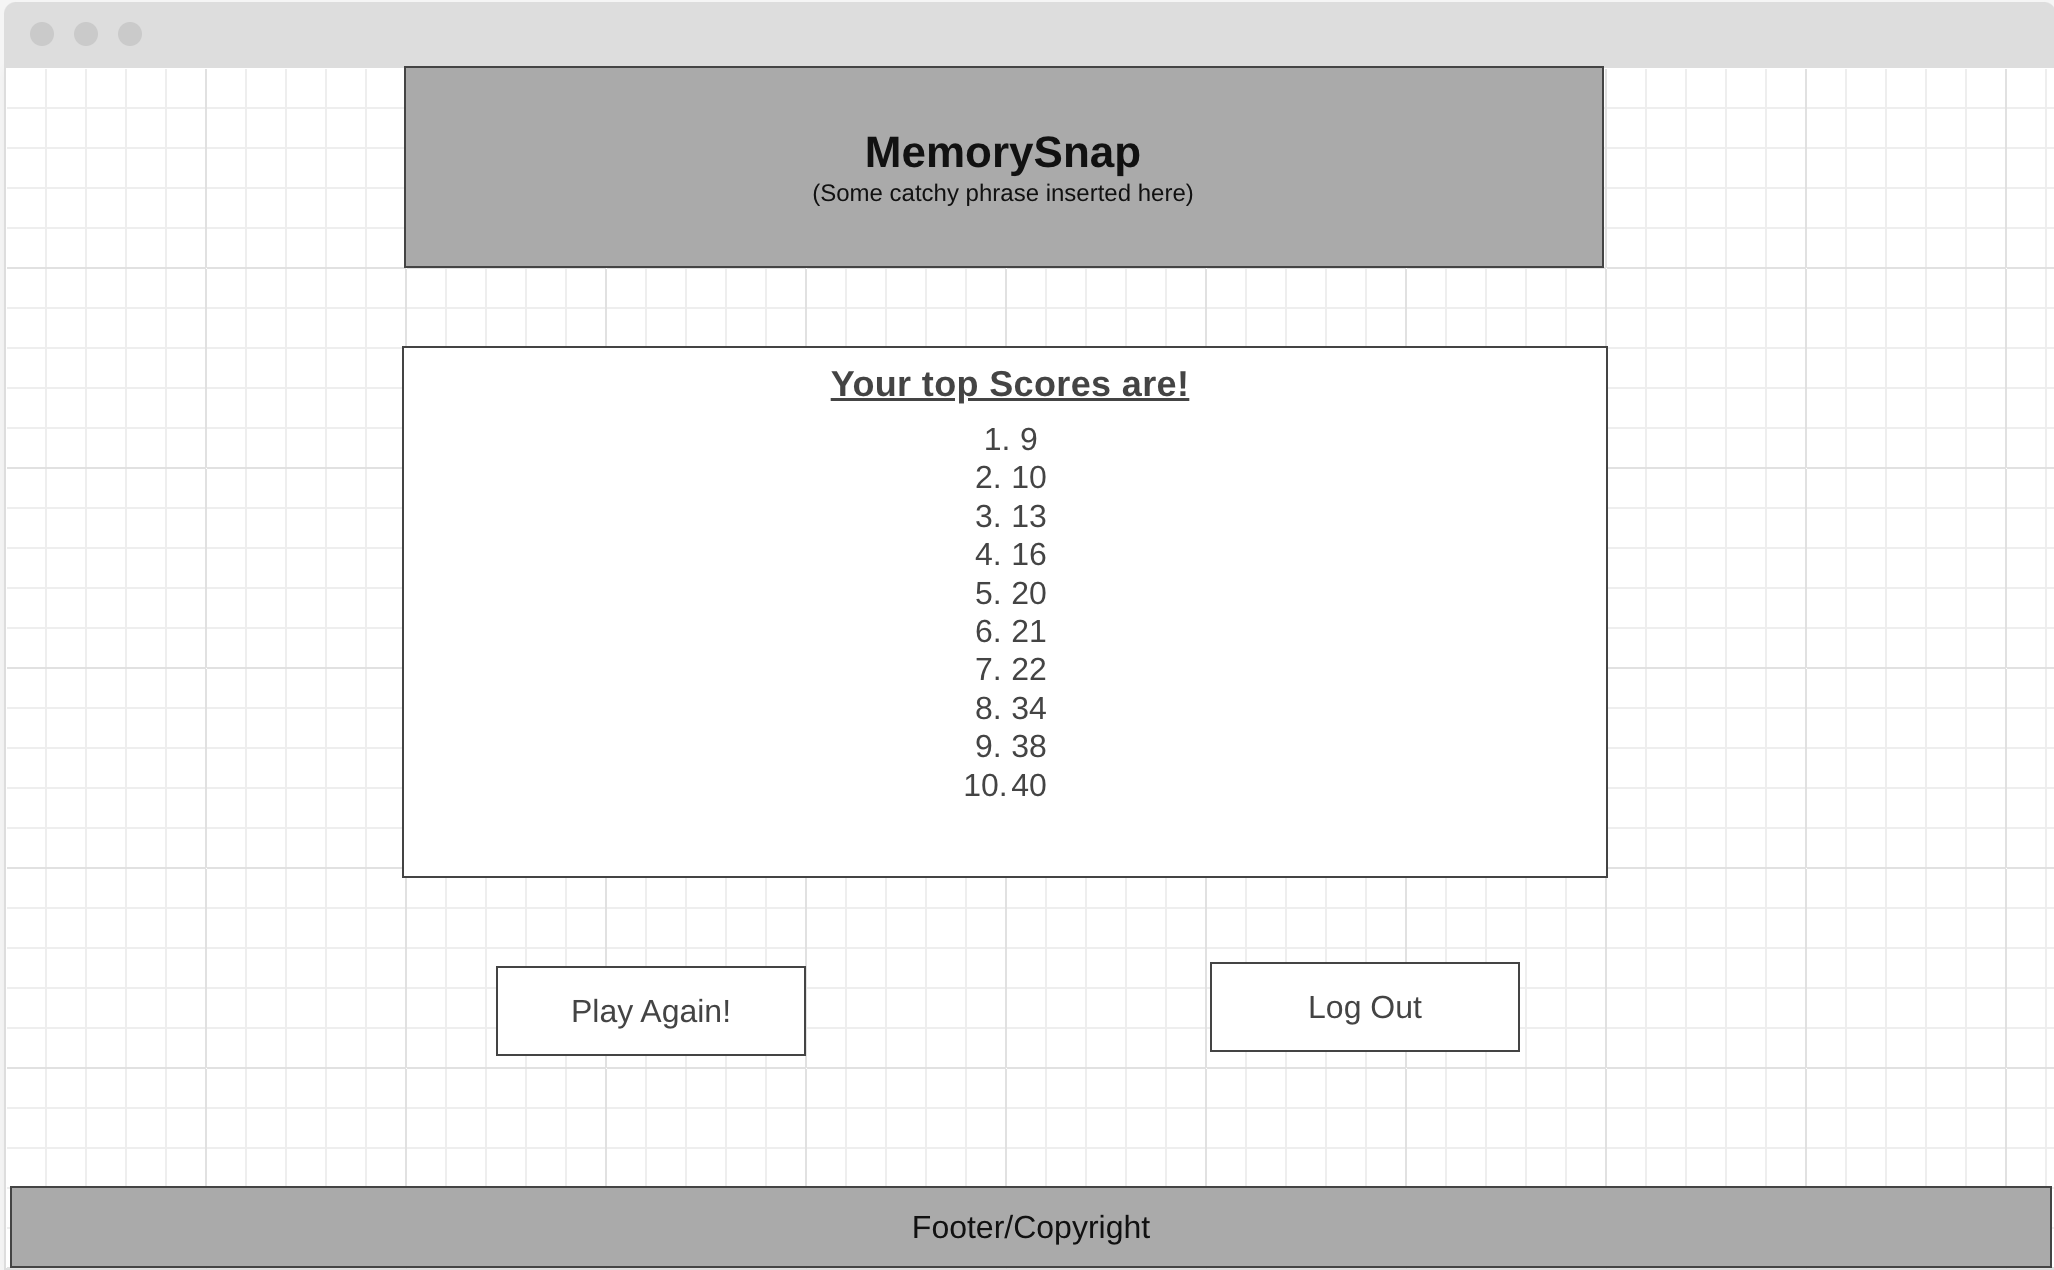 MemorySnap
(Some catchy phrase inserted here)
Your top Scores are!
1. 9
2. 10
3. 13
4. 16
5. 20
6. 21
7. 22
8. 34
9. 38
10. 40
Play Again!
Log Out
Footer/Copyright